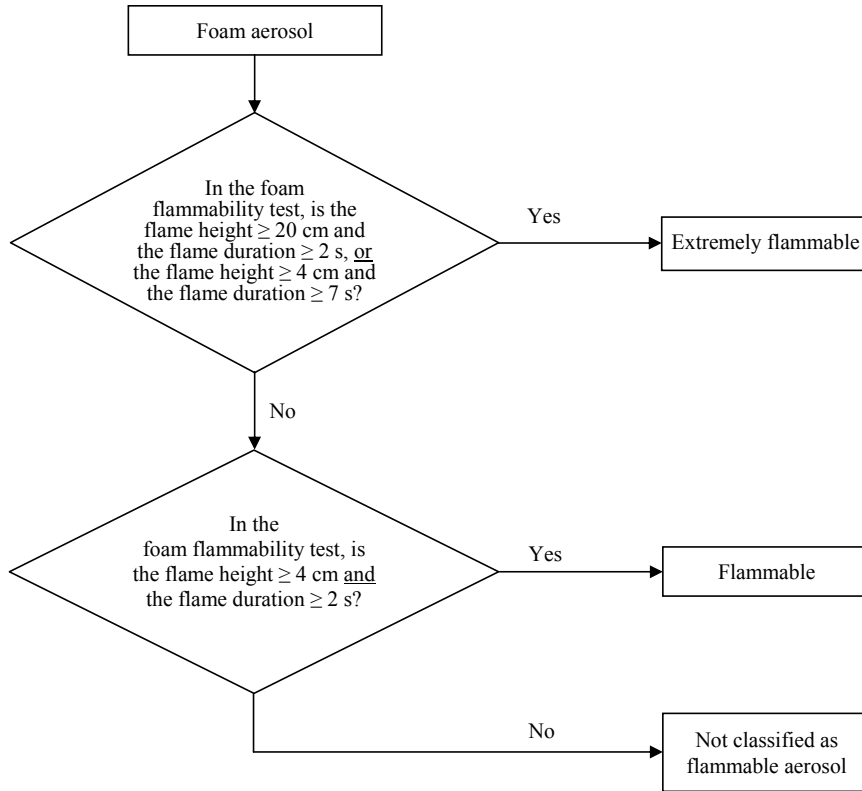 Foam aerosol
In the foam
flammability test, is the
flame height ≥ 20 cm and
the flame duration ≥ 2 s, or
the flame height ≥ 4 cm and
the flame duration ≥ 7 s?
Yes
Extremely flammable
No
In the
foam flammability test, is
the flame height ≥ 4 cm and
the flame duration ≥ 2 s?
Yes
Flammable
No
Not classified as
flammable aerosol